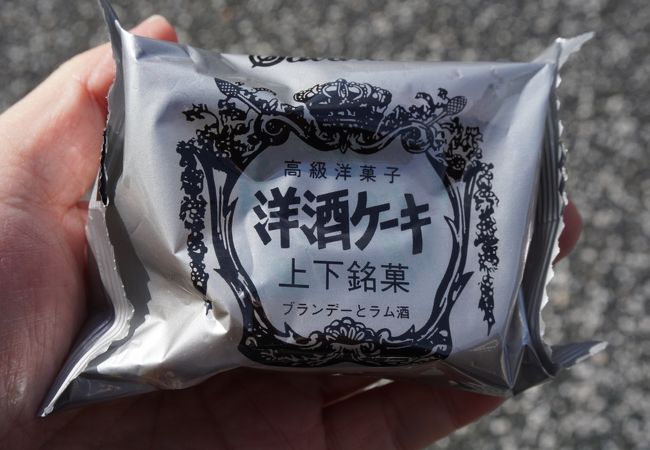 高級洋菓子
洋酒ケーキ
上下銘菓
ブランデーとラム酒